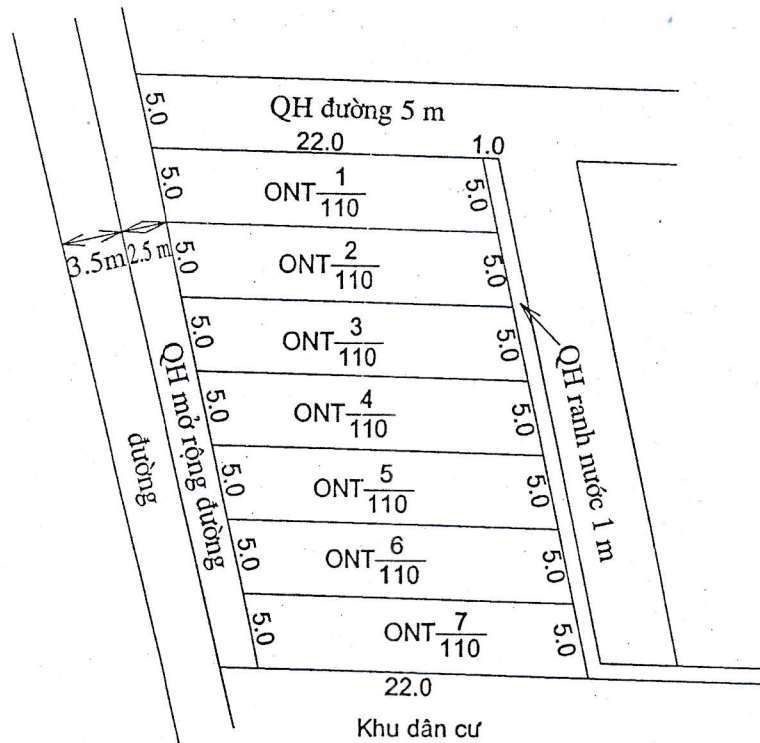 QH đường 5 m
5.0
22.0
1.0
ONT 1/110
5.0
5.0
3.5m
2.5 m
ONT 2/110
5.0
5.0
ONT 3/110
5.0
5.0
ONT 4/110
5.0
5.0
ONT 5/110
5.0
5.0
ONT 6/110
5.0
5.0
ONT 7/110
5.0
5.0
22.0
đường
QH mở rộng đường
QH ranh nước 1 m
Khu dân cư